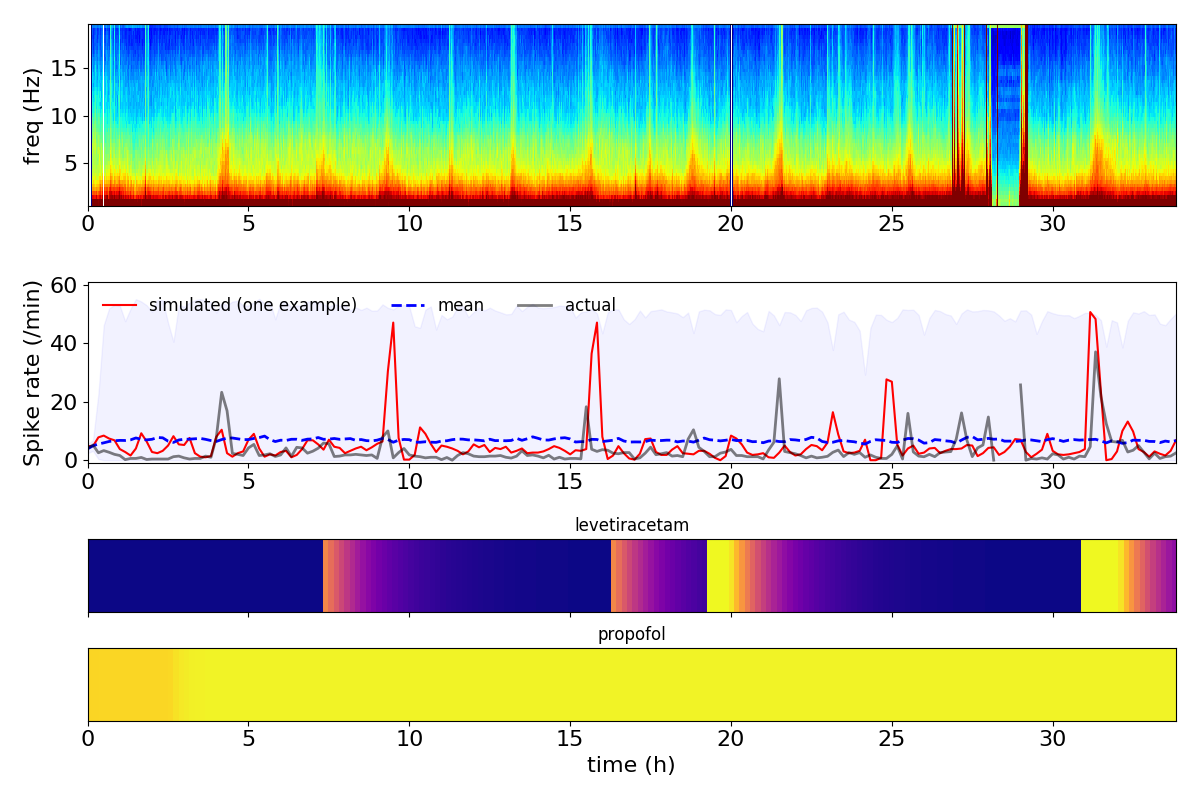 freq (Hz)
15
10
5
0 5 10 15 20 25 30
Spike rate (/min)
60
40
20
0
simulated (one example) mean actual
0 5 10 15 20 25 30
levetiracetam
propofol
0 5 10 15 20 25 30
time (h)